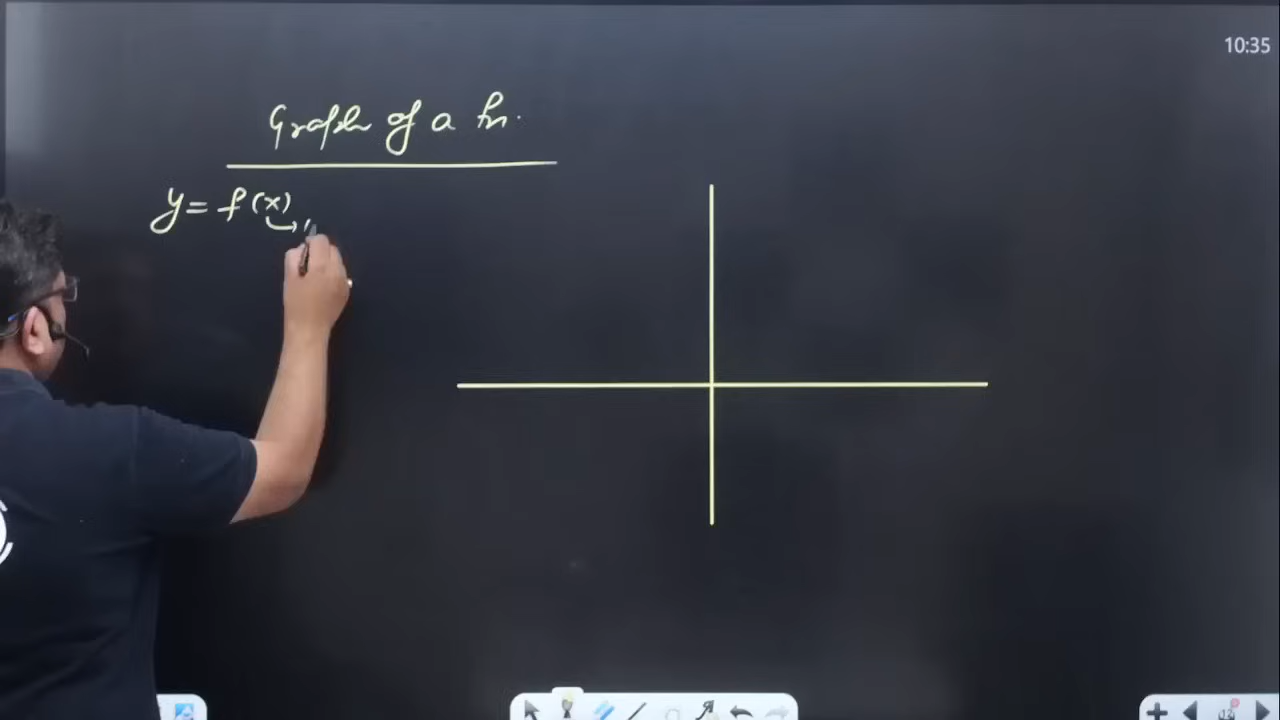 Graph of a fn.
y = f(x)
10:35